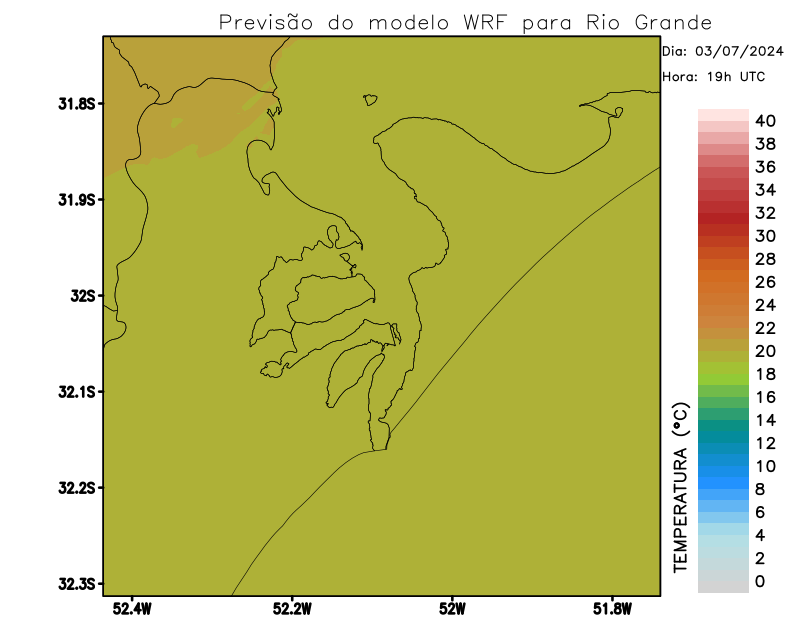 Previsão do modelo WRF para Rio Grande
Dia: 03/07/2024
Hora: 19h UTC
31.8S
31.9S
32S
32.1S
32.2S
32.3S
52.4W
52.2W
52W
51.8W
TEMPERATURA (°C)
40
38
36
34
32
30
28
26
24
22
20
18
16
14
12
10
8
6
4
2
0